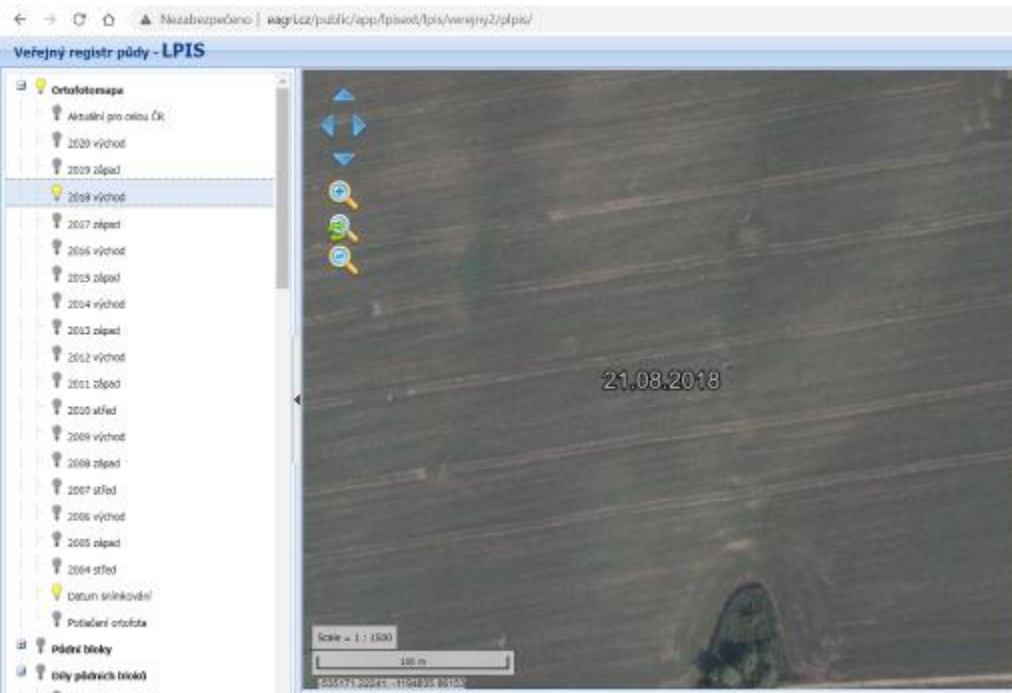 Nezabezpečeno | eagri.cz/public/app/lpisext/lpis/verejny2/plpis/
Veřejný registr půdy - LPIS
Ortofotomapa
Aktuální pro celou ČR
2020 východ
2019 západ
2018 východ
2017 západ
2016 východ
2015 západ
2014 východ
2013 západ
2012 východ
2011 západ
2010 střed
2009 východ
2008 západ
2007 střed
2006 východ
2005 západ
2004 střed
Datum snímkování
Potlačení ortofota
Půdní bloky
Díly půdních bloků
21.08.2018
Scale = 1 : 1500
100 m